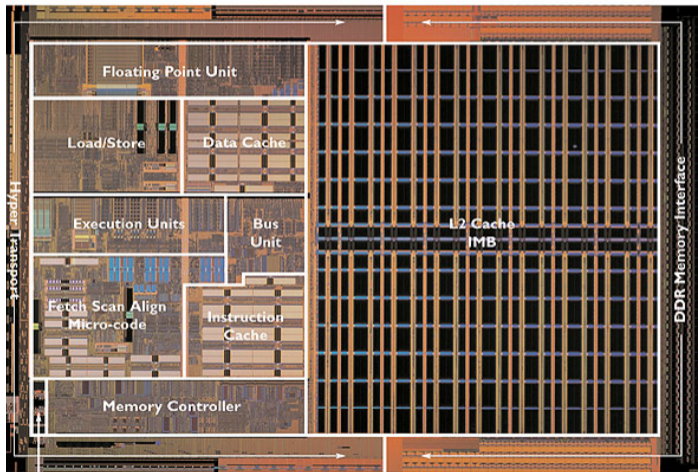 Floating Point Unit
Load/Store
Data Cache
Execution Units
Bus
Unit
L2 Cache
IMB
Fetch Scan Align
Micro-code
Instruction
Cache
Memory Controller
Hyper Transport
DDR Memory Interface